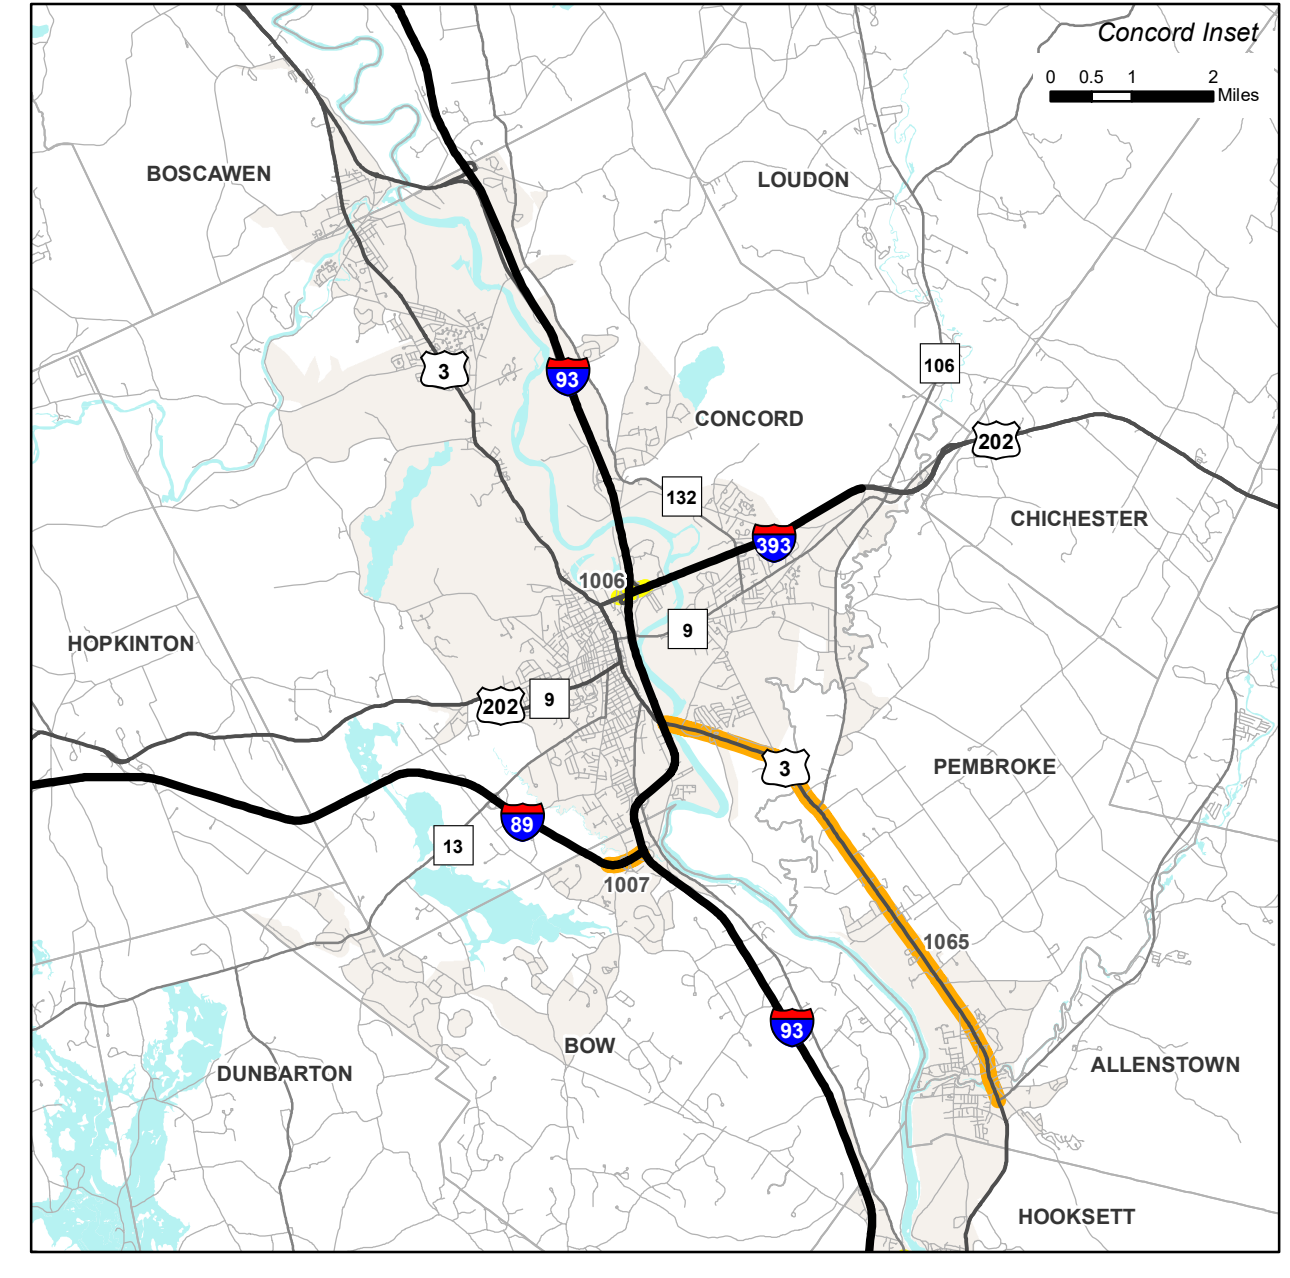 Concord Inset
0 0.5 1 2
Miles
BOSCAWEN
LOUDON
3
93
106
CONCORD
202
132
CHICHESTER
393
1006
9
HOPKINTON
202
9
3
PEMBROKE
89
13
1007
1065
93
BOW
ALLENSTOWN
DUNBARTON
HOOKSETT